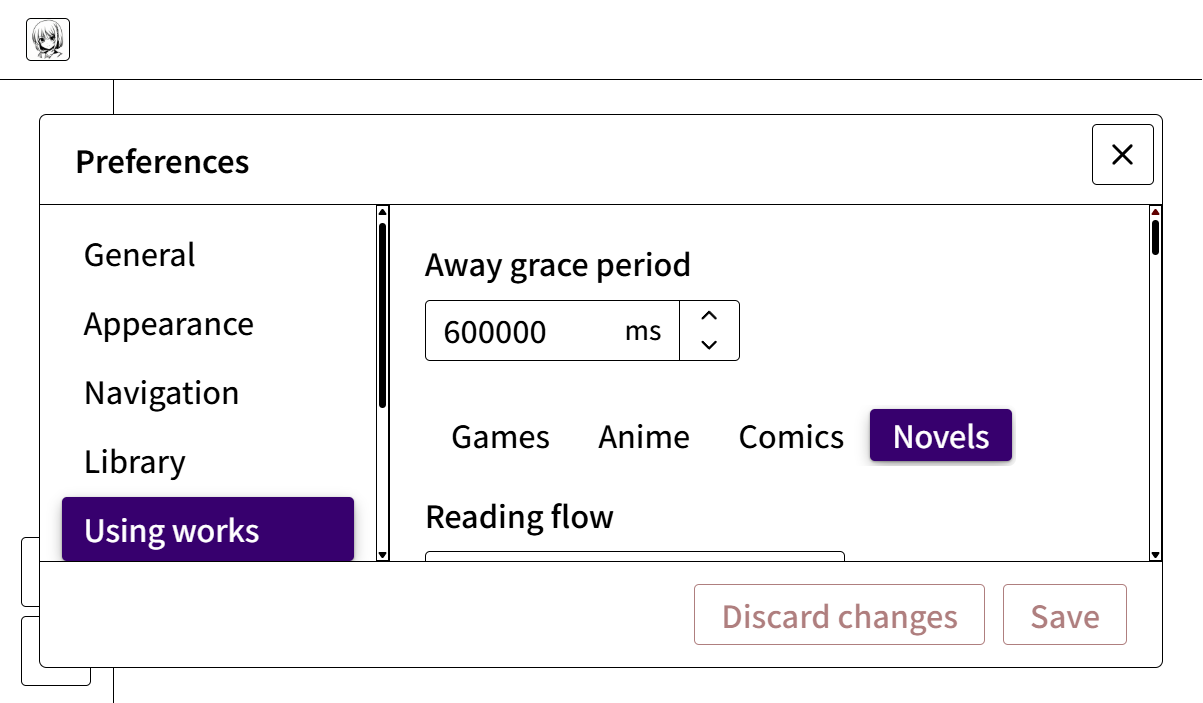 Preferences
General
Appearance
Navigation
Library
Using works
Away grace period
600000 ms
Games Anime Comics Novels
Reading flow
Discard changes Save